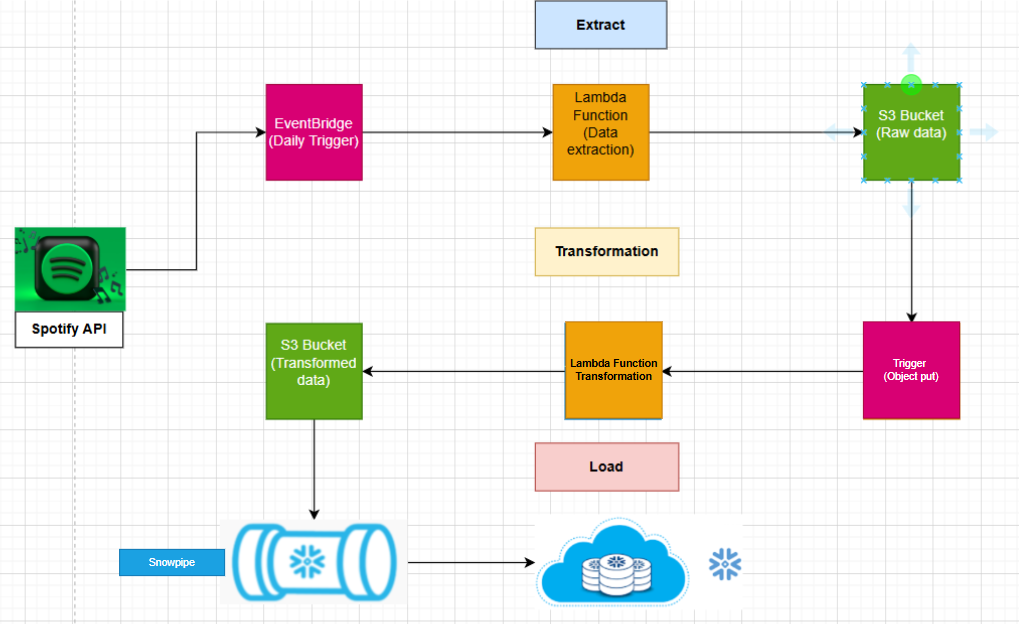 Extract
EventBridge
(Daily Trigger)
Lambda
Function
(Data
extraction)
S3 Bucket
(Raw data)
Transformation
Spotify API
S3 Bucket
(Transformed
data)
Lambda Function
Transformation
Trigger
(Object put)
Load
Snowpipe